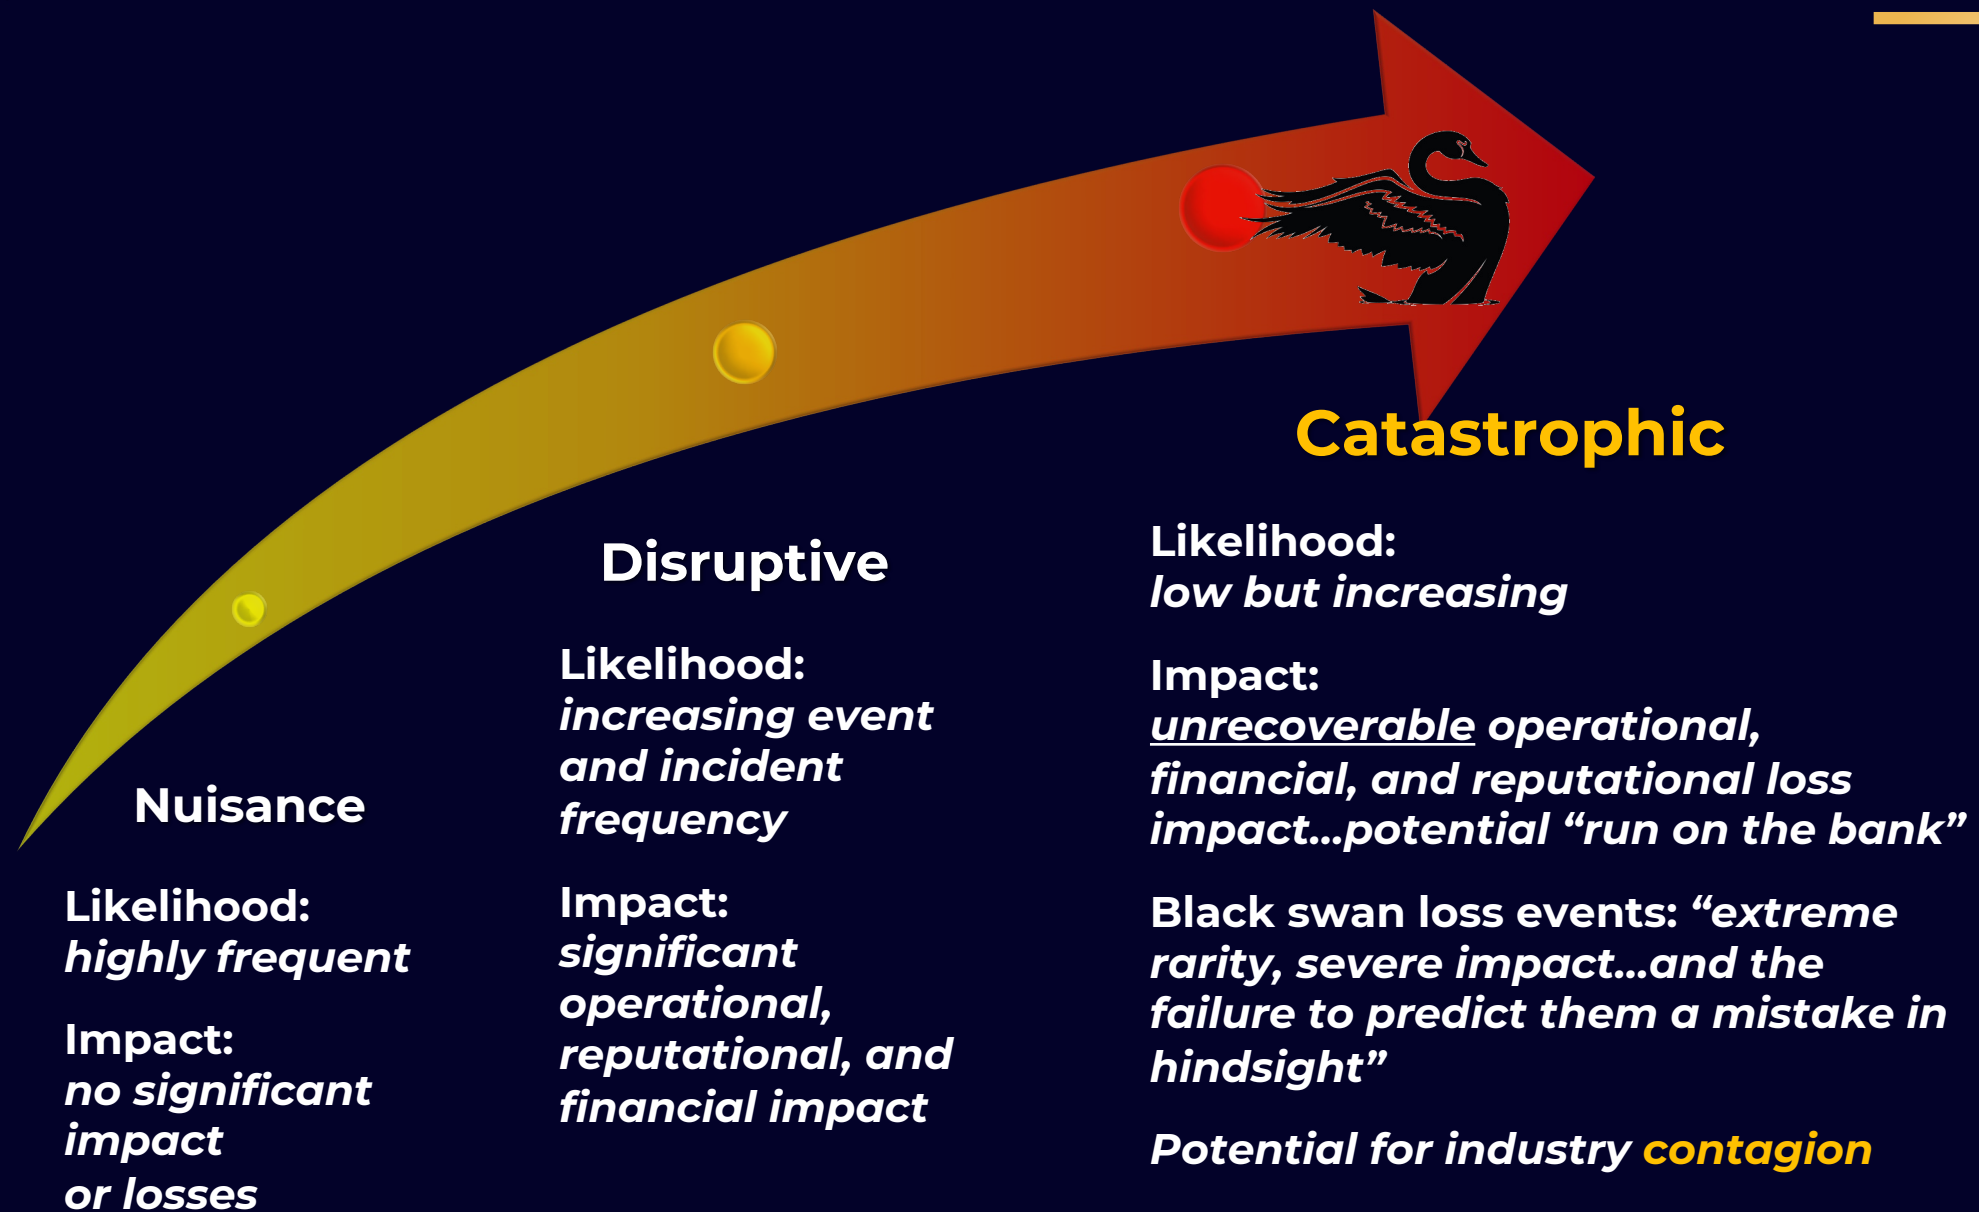 Nuisance
Likelihood:
highly frequent
Impact:
no significant
impact
or losses
Disruptive
Likelihood:
increasing event
and incident
frequency
Impact:
significant
operational,
reputational, and
financial impact
Catastrophic
Likelihood:
low but increasing
Impact:
unrecoverable operational,
financial, and reputational loss
impact...potential “run on the bank”
Black swan loss events: “extreme
rarity, severe impact...and the
failure to predict them a mistake in
hindsight”
Potential for industry contagion